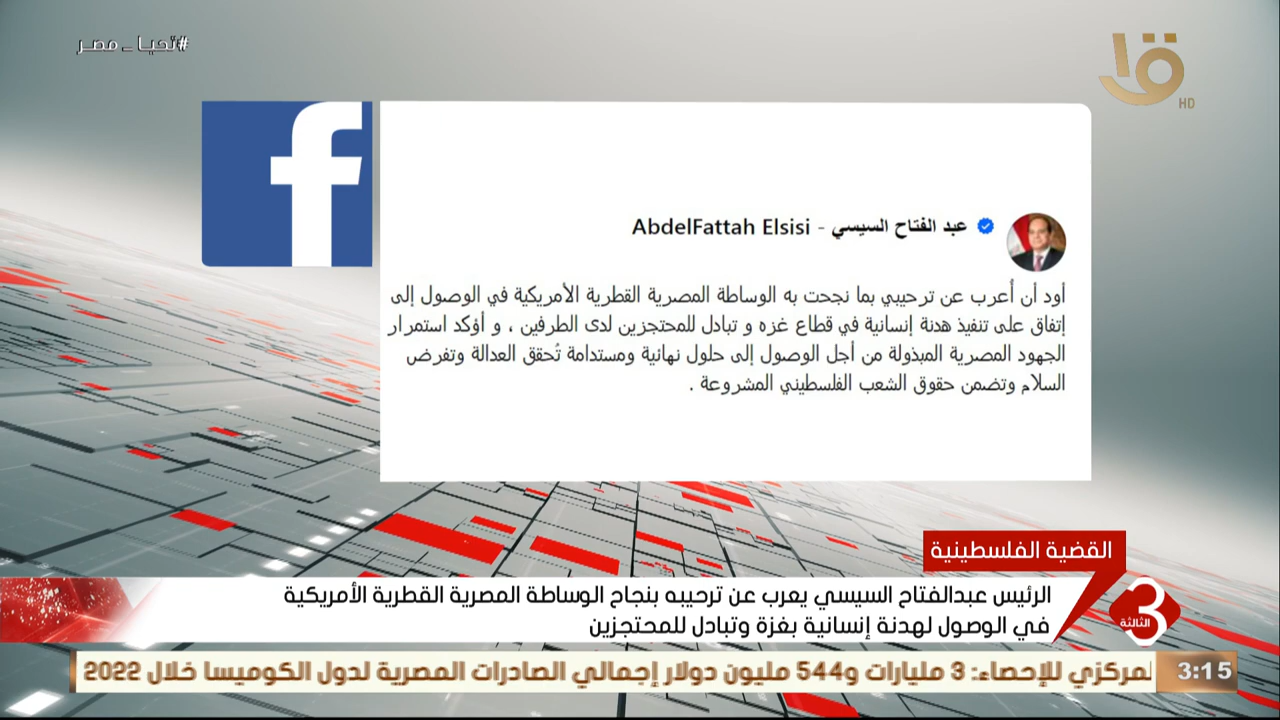 #تحيا_مصر
قا
HD
عبد الفتاح السيسي - AbdelFattah Elsisi
أود أن أُعرب عن ترحيبي بما نجحت به الوساطة المصرية القطرية الأمريكية في الوصول إلى
إتفاق على تنفيذ هدنة إنسانية في قطاع غزه و تبادل للمحتجزين لدى الطرفين ، و أؤكد استمرار
الجهود المصرية المبذولة من أجل الوصول إلى حلول نهائية ومستدامة تُحقق العدالة وتفرض
السلام وتضمن حقوق الشعب الفلسطيني المشروعة .
القضية الفلسطينية
الرئيس عبدالفتاح السيسي يعرب عن ترحيبه بنجاح الوساطة المصرية القطرية الأمريكية
في الوصول لهدنة إنسانية بغزة وتبادل للمحتجزين
3
الثالثة
لمركزي للإحصاء: 3 مليارات و544 مليون دولار إجمالي الصادرات المصرية لدول الكوميسا خلال 2022
3:15